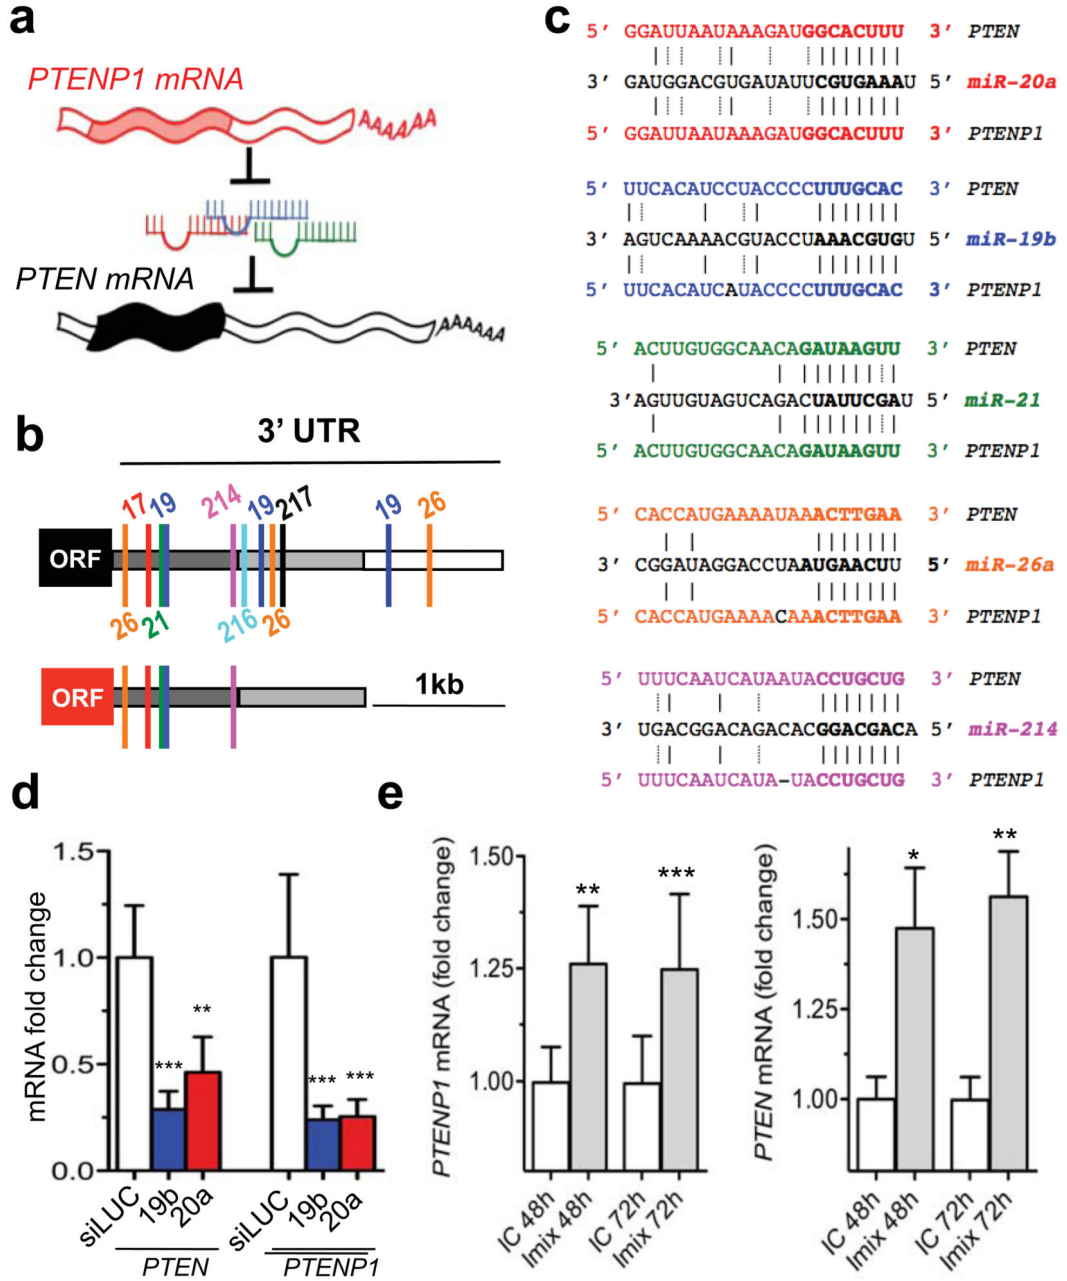 a
PTENP1 mRNA
AAAAAA
PTEN mRNA
AAAAAA
b
3’ UTR
17 19 214 19 217 19 26
ORF
26 21 216 26
ORF
1kb
c
5’ GGAUUAAUAAAGAUGGCACUUU 3’ PTEN
3’ GAUGGACGUGAUAUUCGUGAAAU 5’ miR-20a
5’ GGAUUAAUAAAGAUGGCACUUU 3’ PTENP1
5’ UUCACAUCCUACCCCUUUGCAC 3’ PTEN
3’ AGUCAAAACGUACCUAAACGUGU 5’ miR-19b
5’ UUCACAUCAUACCCCUUUGCAC 3’ PTENP1
5’ ACUUGUGGCAACAGAUAAGUU 3’ PTEN
3’AGUUGUAGUCAGACUAUUCGAU 5’ miR-21
5’ ACUUGUGGCAACAGAUAAGUU 3’ PTENP1
5’ CACCAUGAAAAUAAACTTGAA 3’ PTEN
3’ CGGAUAGGACCUAAUGAACUU 5’ miR-26a
5’ CACCAUGAAAACAAACTTGAA 3’ PTENP1
5’ UUUCAAUCAUAAUACCUGCUG 3’ PTEN
3’ UGACGGACAGACACGGACGACA 5’ miR-214
5’ UUUCAAUCAUA-UACCUGCUG 3’ PTENP1
d
mRNA fold change
1.5
1.0
0.5
0.0
*** ** *** ***
siLUC 19b 20a siLUC 19b 20a
PTEN PTENP1
e
PTENP1 mRNA (fold change)
1.50
1.25
1.00
** ***
IC 48h Imix 48h IC 72h Imix 72h
PTEN mRNA (fold change)
1.50
1.25
1.00
* **
IC 48h Imix 48h IC 72h Imix 72h